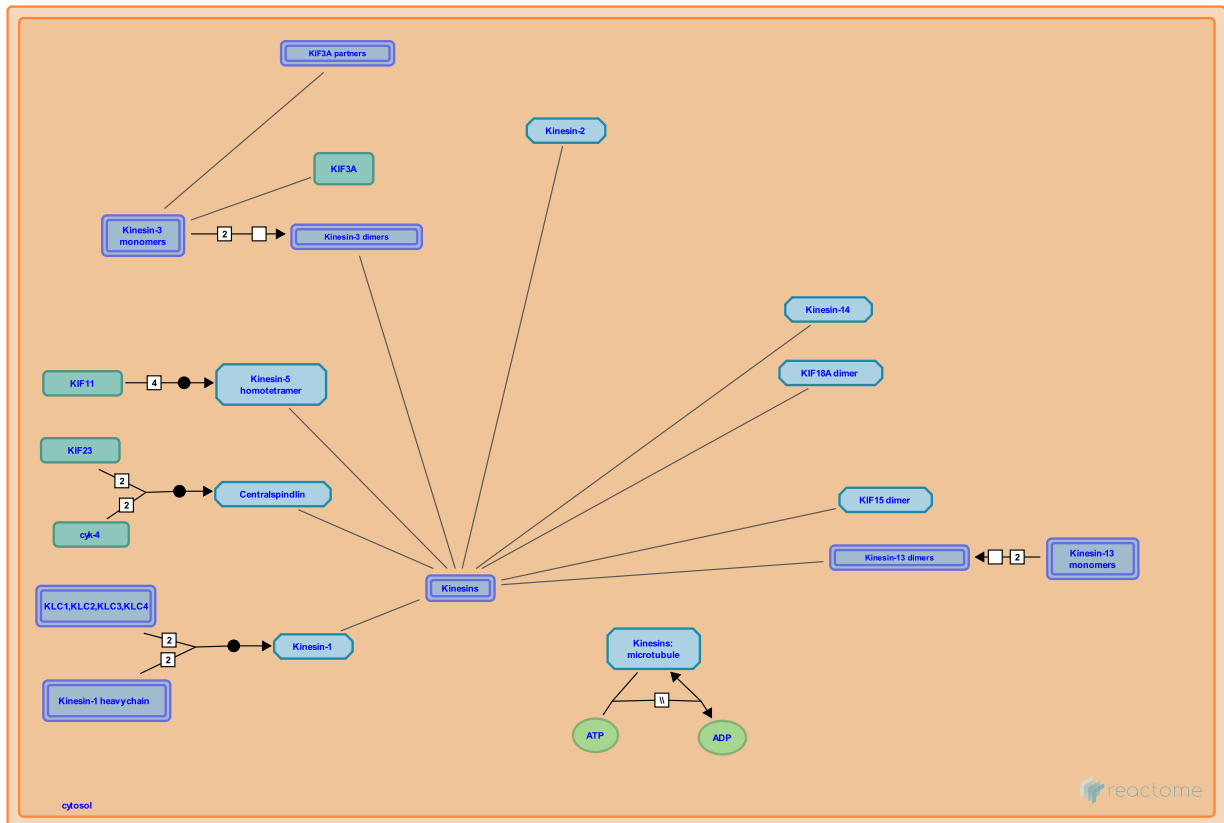 KIF3A partners
Kinesin-2
KIF3A
Kinesin-3
monomers
2
Kinesin-3 dimers
Kinesin-14
KIF18A dimer
KIF11
4
Kinesin-5
homotetramer
KIF23
2
2
cyk-4
Centralspindlin
KIF15 dimer
Kinesin-13 dimers
2
Kinesin-13
monomers
Kinesins
KLC1,KLC2,KLC3,KLC4
2
2
Kinesin-1 heavy chain
Kinesin-1
Kinesins:
microtubule
\\
ATP
ADP
cytosol
reactome